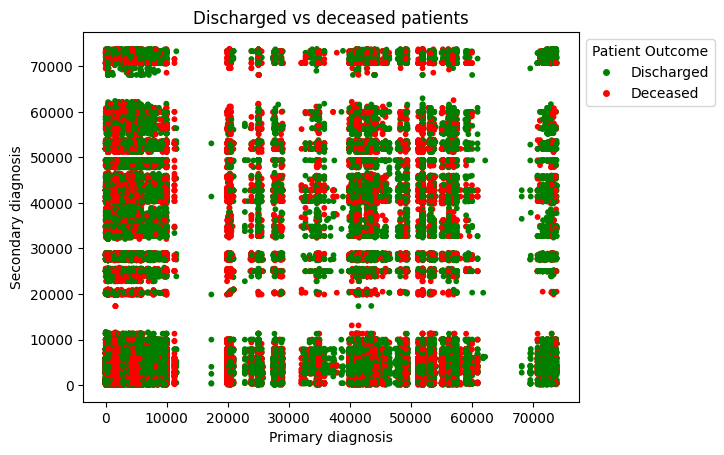 Discharged vs deceased patients
Patient Outcome
Discharged
Deceased
Secondary diagnosis
70000
60000
50000
40000
30000
20000
10000
0
0 10000 20000 30000 40000 50000 60000 70000
Primary diagnosis